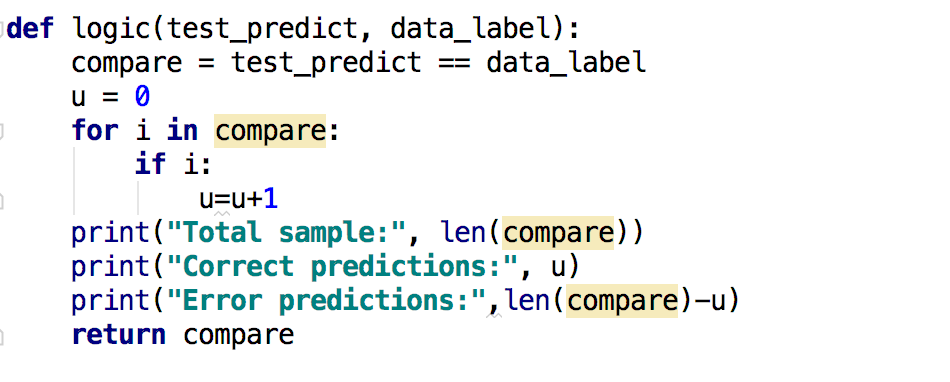 def logic(test_predict, data_label):
    compare = test_predict == data_label
    u = 0
    for i in compare:
        if i:
            u=u+1
    print("Total sample:", len(compare))
    print("Correct predictions:", u)
    print("Error predictions:",len(compare)-u)
    return compare